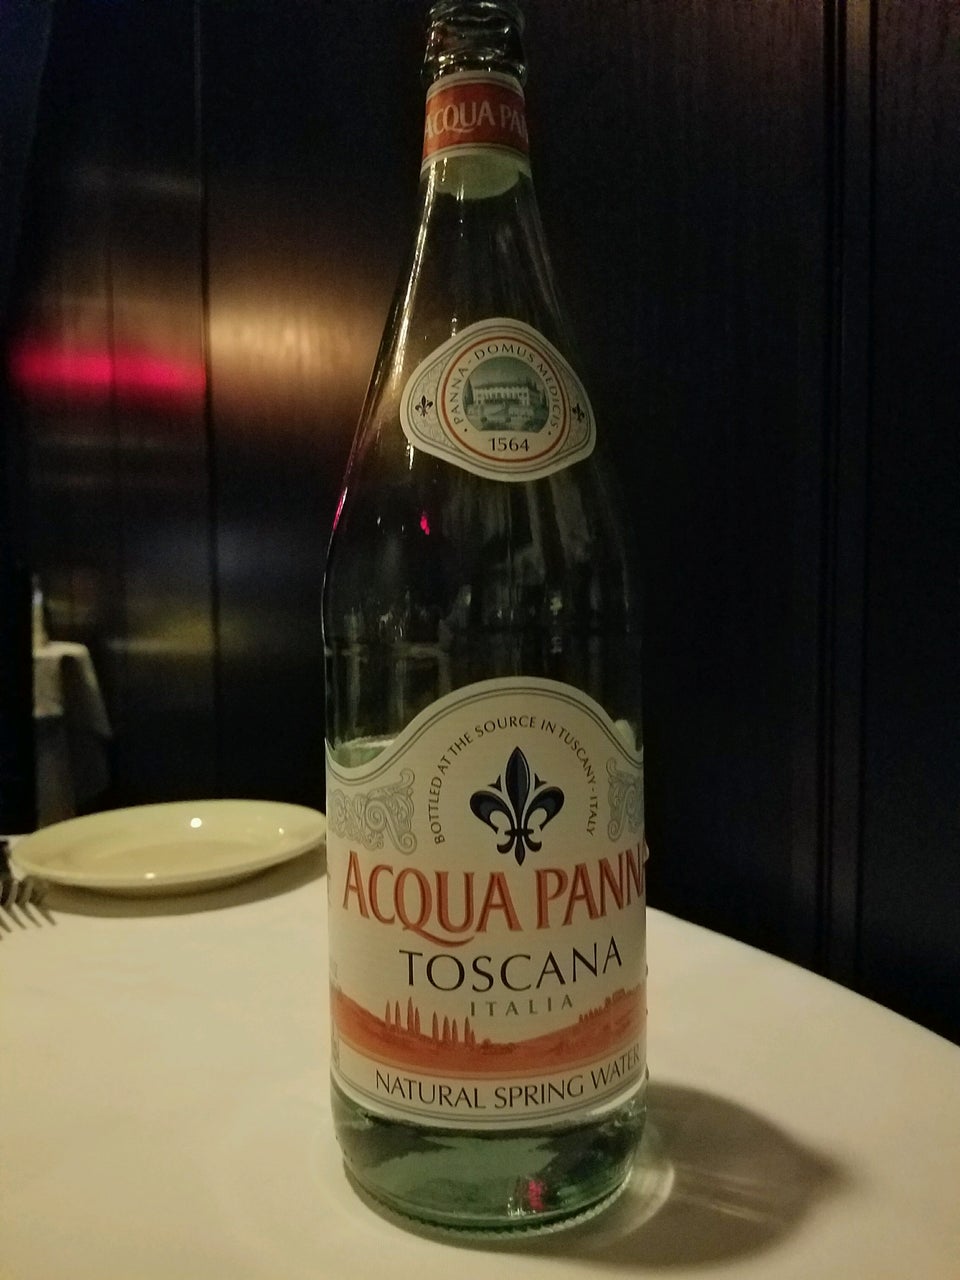 ACQUA PAN
PANNA - DOMUS MEDICIS
1564
BOTTLED AT THE SOURCE IN TUSCANY - ITALY
ACQUA PANNA
TOSCANA
ITALIA
NATURAL SPRING WATER